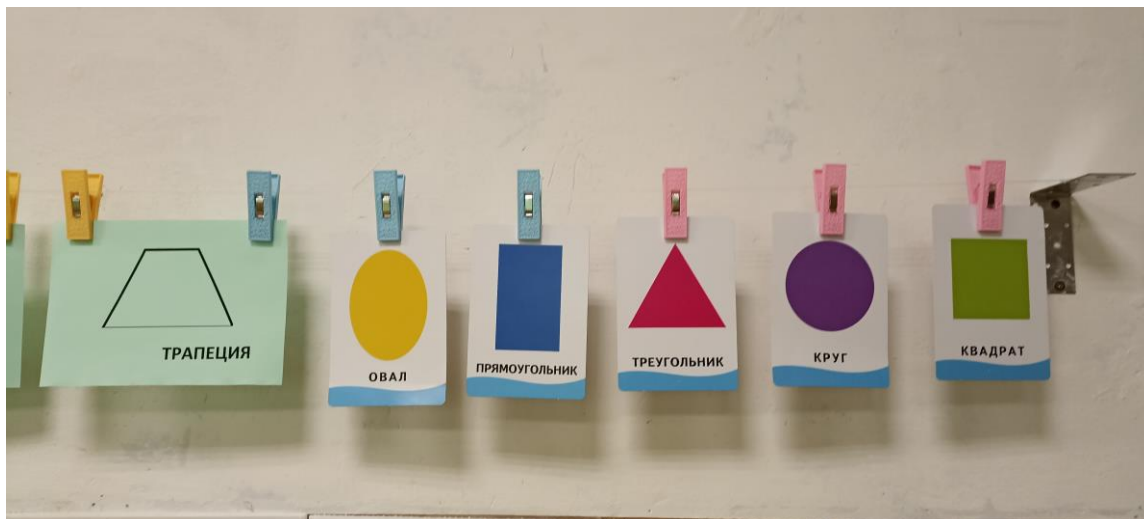 ТРАПЕЦИЯ
ОВАЛ
ПРЯМОУГОЛЬНИК
ТРЕУГОЛЬНИК
КРУГ
КВАДРАТ